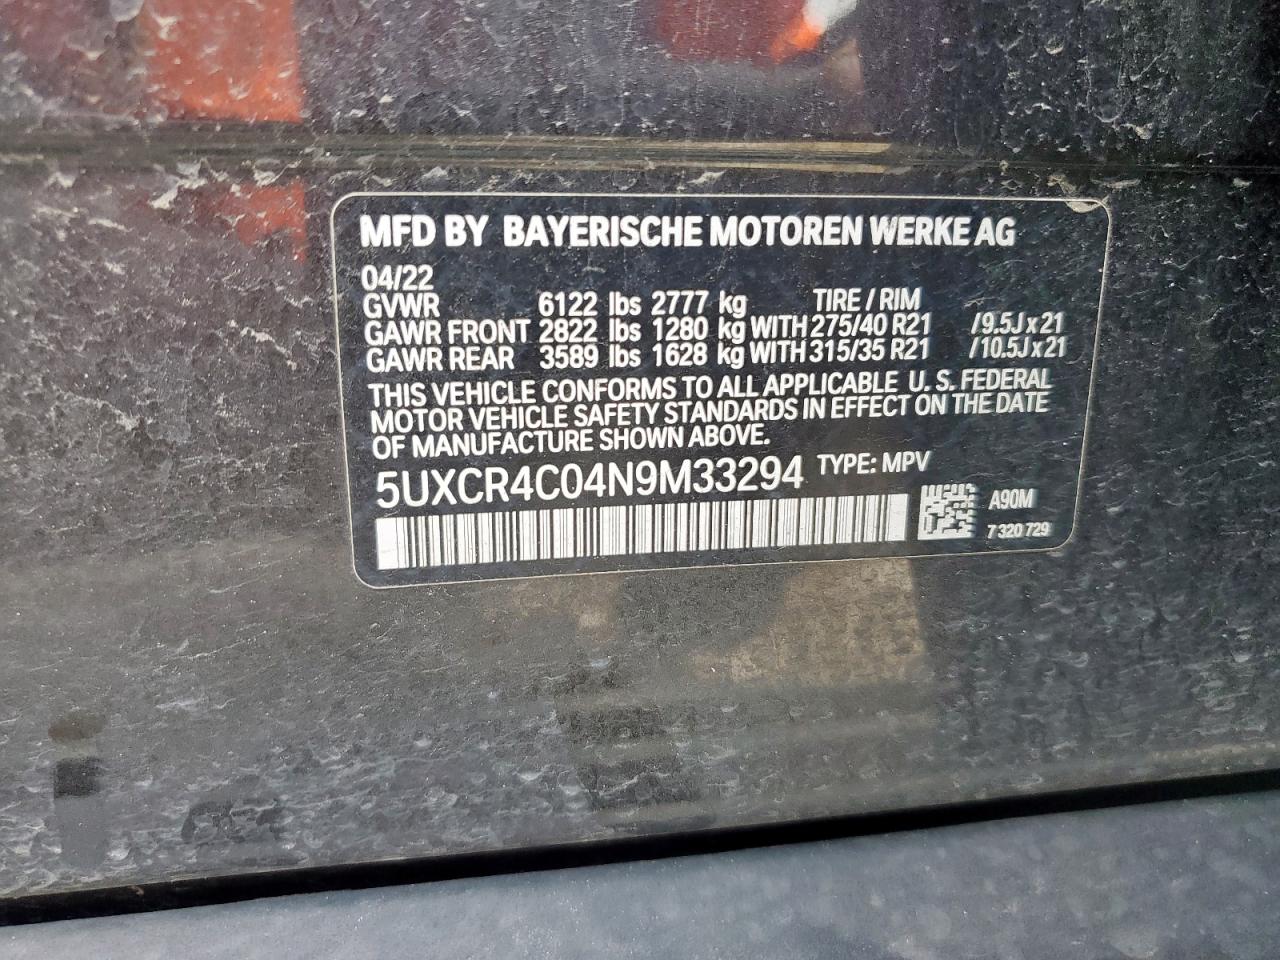 MFD BY BAYERISCHE MOTOREN WERKE AG
04/22
GVWR 6122 lbs 2777 kg TIRE / RIM
GAWR FRONT 2822 lbs 1280 kg WITH 275/40 R21 /9.5J x 21
GAWR REAR 3589 lbs 1628 kg WITH 315/35 R21 /10.5J x 21
THIS VEHICLE CONFORMS TO ALL APPLICABLE U. S. FEDERAL
MOTOR VEHICLE SAFETY STANDARDS IN EFFECT ON THE DATE
OF MANUFACTURE SHOWN ABOVE.
5UXCR4C04N9M33294 TYPE: MPV
A90M
7 320 729